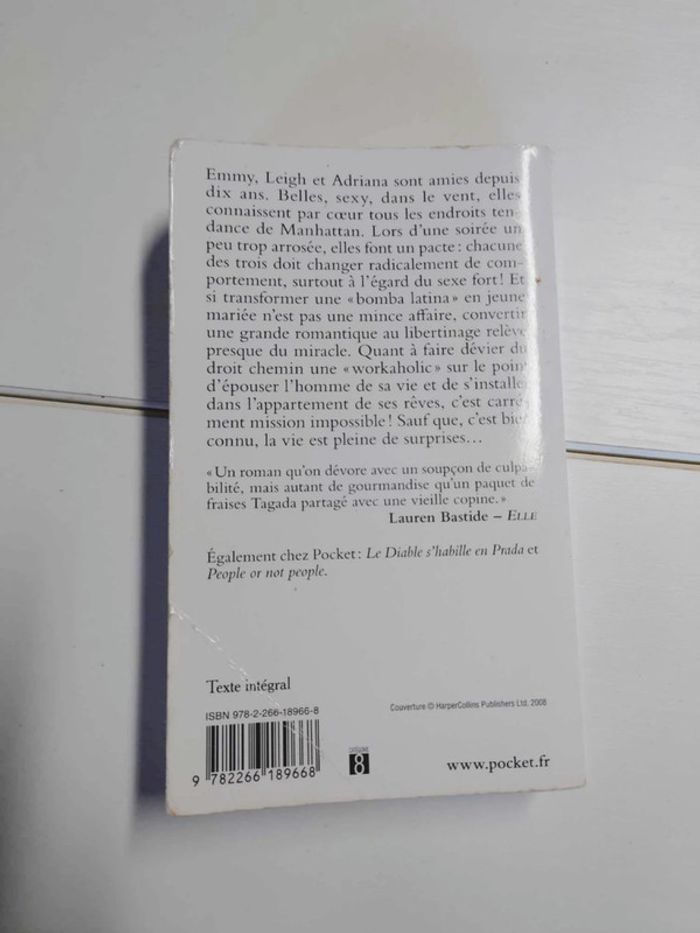 Emmy, Leigh et Adriana sont amies depuis
dix ans. Belles, sexy, dans le vent, elles
connaissent par cœur tous les endroits ten-
dance de Manhattan. Lors d'une soirée un
peu trop arrosée, elles font un pacte : chacune
des trois doit changer radicalement de com-
portement, surtout à l'égard du sexe fort ! Et
si transformer une « bomba latina » en jeune
mariée n'est pas une mince affaire, convertir
une grande romantique au libertinage relève
presque du miracle. Quant à faire dévier du
droit chemin une « workaholic » sur le point
d'épouser l'homme de sa vie et de s'installer
dans l'appartement de ses rêves, c'est carré-
ment mission impossible ! Sauf que, c'est bien
connu, la vie est pleine de surprises…
« Un roman qu'on dévore avec un soupçon de culpa-
bilité, mais autant de gourmandise qu'un paquet de
fraises Tagada partagé avec une vieille copine. »
Lauren Bastide – ELLE
Également chez Pocket : Le Diable s'habille en Prada et
People or not people.
Texte intégral
ISBN 978-2-266-18966-8
Couverture © HarperCollins Publishers Ltd. 2008
9 782266 189668
8
www.pocket.fr